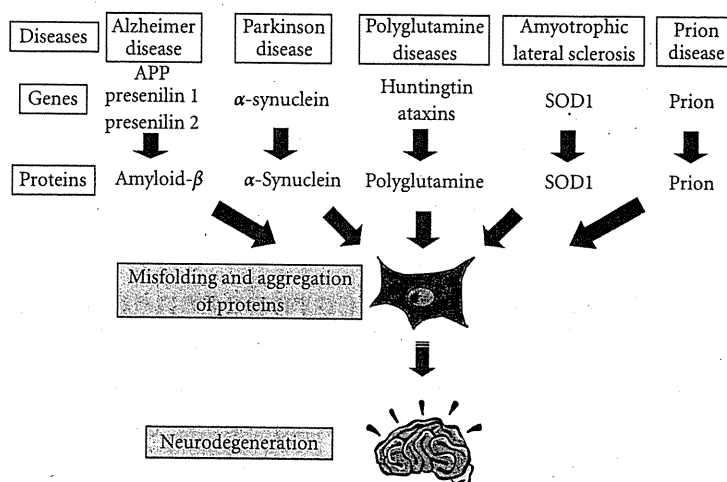 Diseases
Alzheimer
disease
Parkinson
disease
Polyglutamine
diseases
Amyotrophic
lateral sclerosis
Prion
disease
Genes
APP
presenilin 1
presenilin 2
α-synuclein
Huntingtin
ataxins
SOD1
Prion
Proteins
Amyloid-β
α-Synuclein
Polyglutamine
SOD1
Prion
Misfolding and aggregation
of proteins
Neurodegeneration